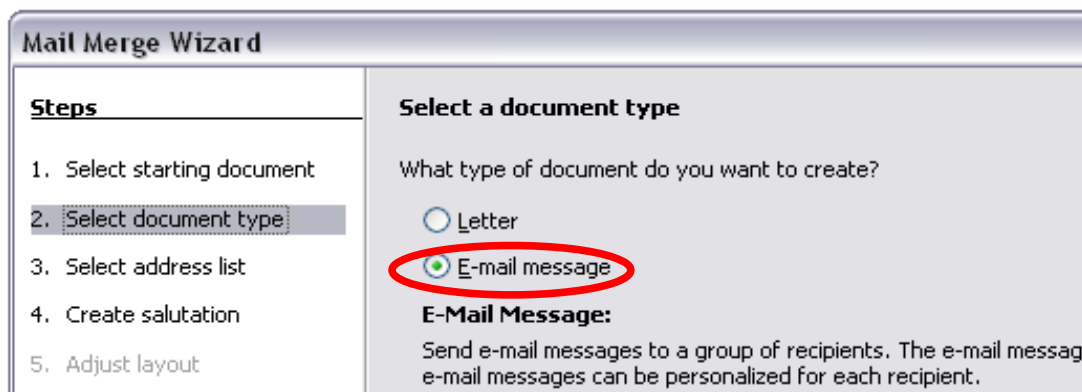 Mail Merge Wizard
Steps
1. Select starting document
2. Select document type
3. Select address list
4. Create salutation
5. Adjust layout
Select a document type
What type of document do you want to create?
Letter
E-mail message
E-Mail Message:
Send e-mail messages to a group of recipients. The e-mail messag
e-mail messages can be personalized for each recipient.